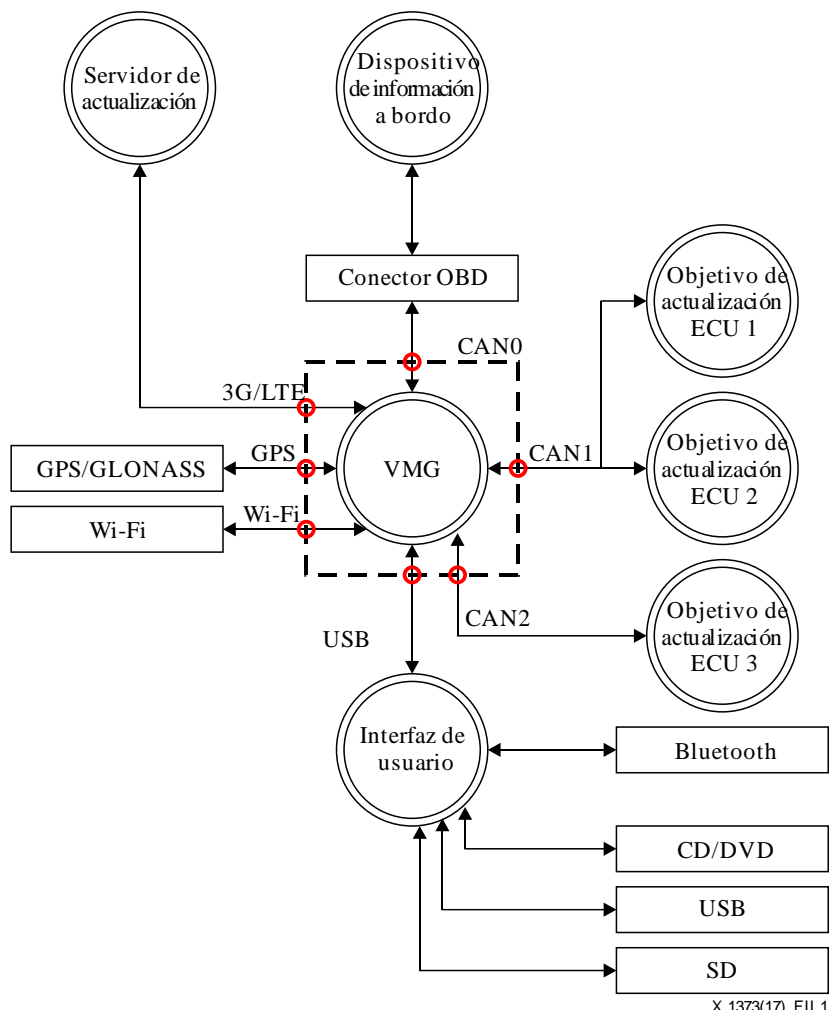 Servidor de
actualización
Dispositivo
de información
a bordo
Conector OBD
Objetivo de
actualización
ECU 1
CAN0
3G/LTE
GPS/GLONASS
GPS
VMG
CAN1
Objetivo de
actualización
ECU 2
Wi-Fi
Wi-Fi
USB
CAN2
Objetivo de
actualización
ECU 3
Interfaz de
usuario
Bluetooth
CD/DVD
USB
SD
X.1373(17)_FII.1